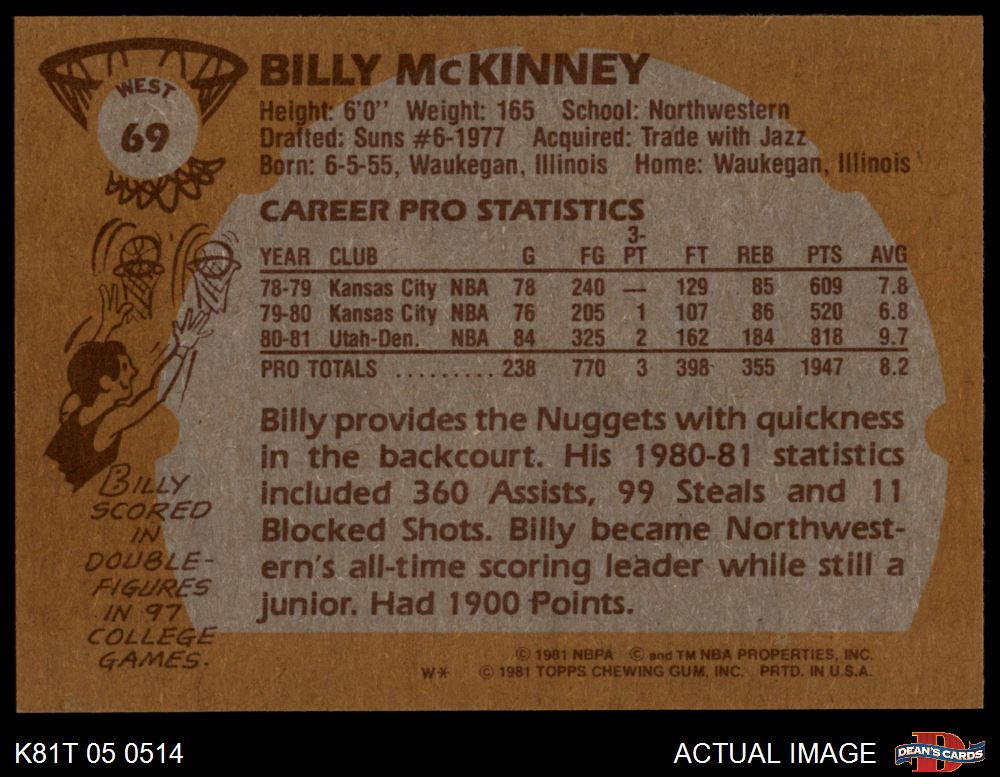 WEST
69
BILLY McKINNEY
Height: 6'0'' Weight: 165 School: Northwestern
Drafted: Suns #6-1977 Acquired: Trade with Jazz
Born: 6-5-55, Waukegan, Illinois Home: Waukegan, Illinois
CAREER PRO STATISTICS
YEAR CLUB G FG 3-PT FT REB PTS AVG
78-79 Kansas City NBA 78 240 — 129 85 609 7.8
79-80 Kansas City NBA 76 205 1 107 86 520 6.8
80-81 Utah-Den. NBA 84 325 2 162 184 818 9.7
PRO TOTALS .......... 238 770 3 398 355 1947 8.2
Billy provides the Nuggets with quickness
in the backcourt. His 1980-81 statistics
included 360 Assists, 99 Steals and 11
Blocked Shots. Billy became Northwest-
ern's all-time scoring leader while still a
junior. Had 1900 Points.
BILLY
SCORED
IN
DOUBLE-
FIGURES
IN 97
COLLEGE
GAMES.
© 1981 NBPA © and TM NBA PROPERTIES, INC.
W* © 1981 TOPPS CHEWING GUM, INC. PRTD. IN U.S.A.
K81T 05 0514
ACTUAL IMAGE
D
DEAN'S CARDS